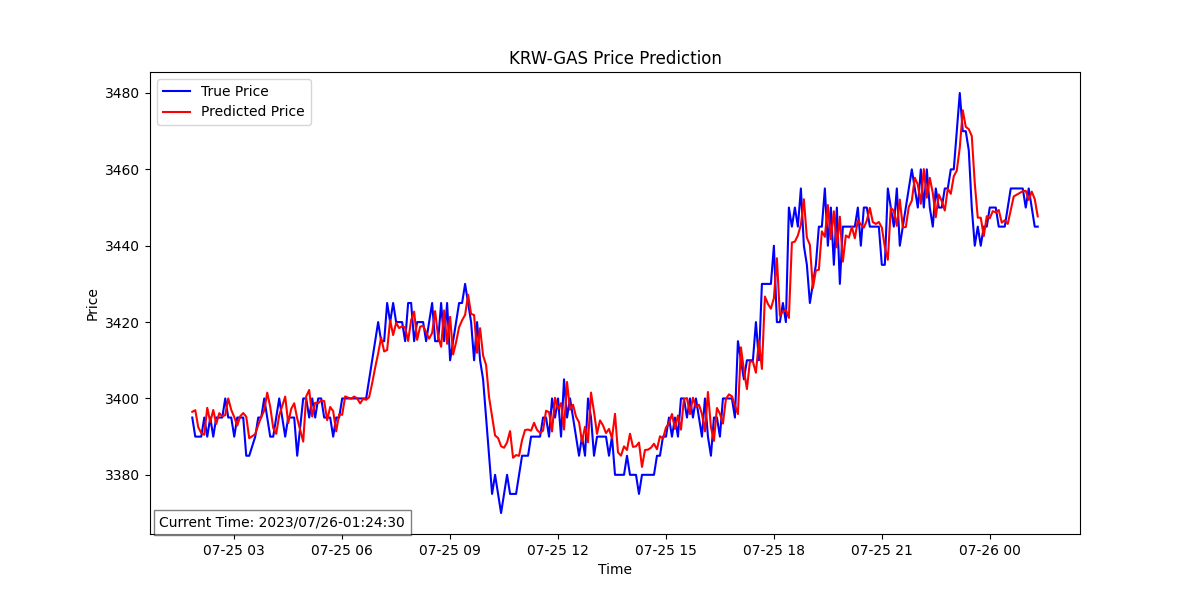 KRW-GAS Price Prediction
True Price
Predicted Price
3480
3460
3440
3420
3400
3380
Price
Current Time: 2023/07/26-01:24:30
07-25 03 07-25 06 07-25 09 07-25 12 07-25 15 07-25 18 07-25 21 07-26 00
Time